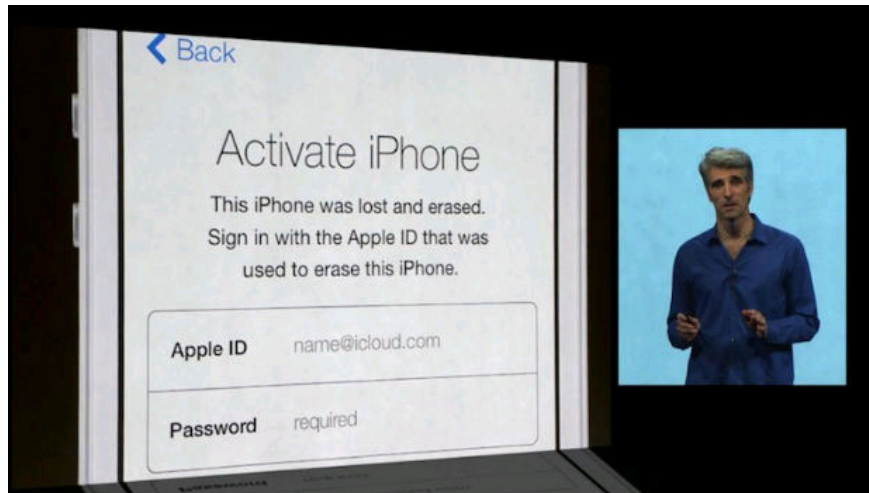 Back
Activate iPhone
This iPhone was lost and erased.
Sign in with the Apple ID that was
used to erase this iPhone.
Apple ID name@icloud.com
Password required